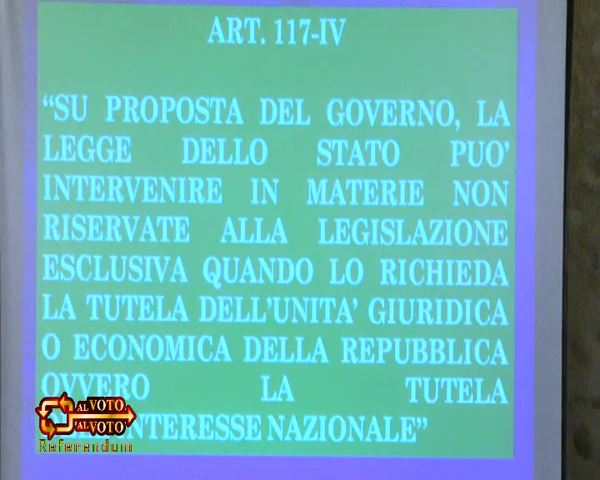 ART. 117-IV
“SU PROPOSTA DEL GOVERNO, LA
LEGGE DELLO STATO PUO’
INTERVENIRE IN MATERIE NON
RISERVATE ALLA LEGISLAZIONE
ESCLUSIVA QUANDO LO RICHIEDA
LA TUTELA DELL’UNITA’ GIURIDICA
O ECONOMICA DELLA REPUBBLICA
OVVERO LA TUTELA
INTERESSE NAZIONALE”
AL VOTO,
AL VOTO
Referendum